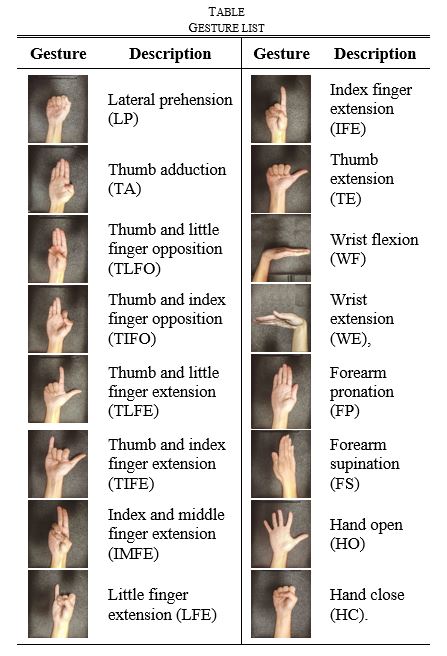 TABLE
GESTURE LIST
Gesture Description Gesture Description
Lateral prehension
(LP)
Index finger
extension
(IFE)
Thumb adduction
(TA)
Thumb
extension
(TE)
Thumb and little
finger opposition
(TLFO)
Wrist flexion
(WF)
Thumb and index
finger opposition
(TIFO)
Wrist
extension
(WE),
Thumb and little
finger extension
(TLFE)
Forearm
pronation
(FP)
Thumb and index
finger extension
(TIFE)
Forearm
supination
(FS)
Index and middle
finger extension
(IMFE)
Hand open
(HO)
Little finger
extension (LFE)
Hand close
(HC).